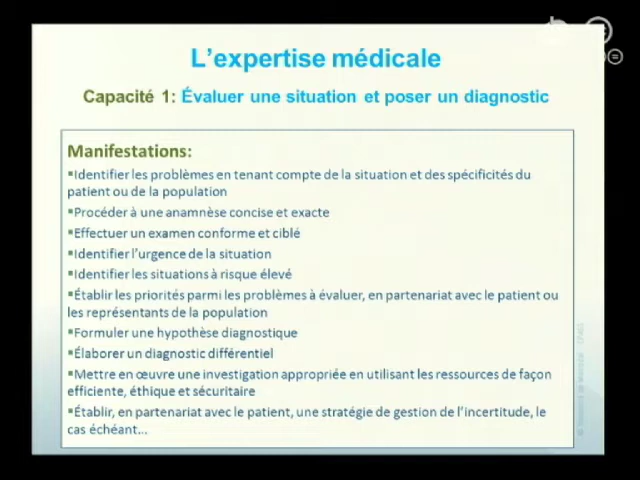 L'expertise médicale
Capacité 1: Évaluer une situation et poser un diagnostic
Manifestations:
▪Identifier les problèmes en tenant compte de la situation et des spécificités du
patient ou de la population
▪Procéder à une anamnèse concise et exacte
▪Effectuer un examen conforme et ciblé
▪Identifier l'urgence de la situation
▪Identifier les situations à risque élevé
▪Établir les priorités parmi les problèmes à évaluer, en partenariat avec le patient ou
les représentants de la population
▪Formuler une hypothèse diagnostique
▪Élaborer un diagnostic différentiel
▪Mettre en œuvre une investigation appropriée en utilisant les ressources de façon
efficiente, éthique et sécuritaire
▪Établir, en partenariat avec le patient, une stratégie de gestion de l'incertitude, le
cas échéant...